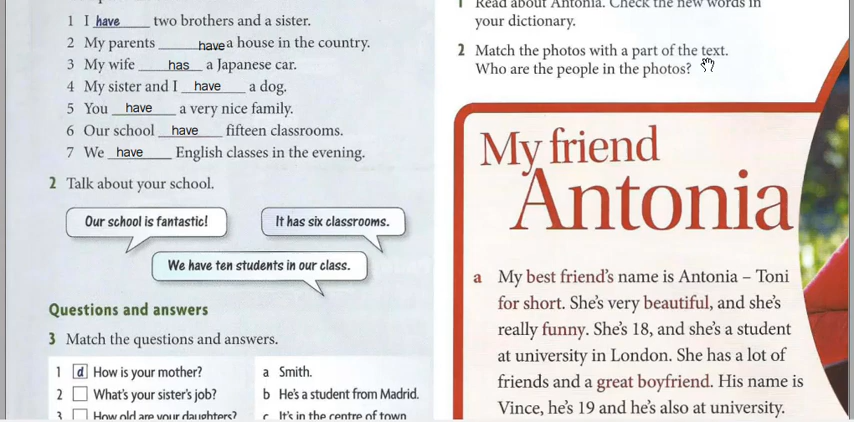 1 I have two brothers and a sister.
2 My parents have a house in the country.
3 My wife has a Japanese car.
4 My sister and I have a dog.
5 You have a very nice family.
6 Our school have fifteen classrooms.
7 We have English classes in the evening.
2 Talk about your school.
Our school is fantastic!
It has six classrooms.
We have ten students in our class.
Questions and answers
3 Match the questions and answers.
1 d How is your mother?
2 What's your sister's job?
3 How old are your daughters?
a Smith.
b He's a student from Madrid.
c It's in the centre of town
1 Read about Antonia. Check the new words in
your dictionary.
2 Match the photos with a part of the text.
Who are the people in the photos?
My friend
Antonia
a My best friend's name is Antonia – Toni
for short. She's very beautiful, and she's
really funny. She's 18, and she's a student
at university in London. She has a lot of
friends and a great boyfriend. His name is
Vince, he's 19 and he's also at university.